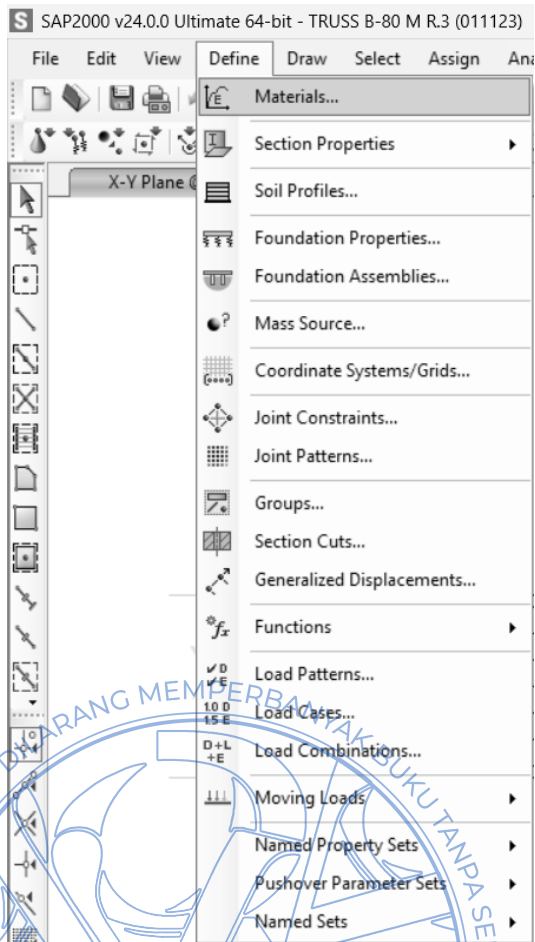 SAP2000 v24.0.0 Ultimate 64-bit - TRUSS B-80 M R.3 (011123)
File Edit View Define Draw Select Assign Ana
Materials...
Section Properties
X-Y Plane @
Soil Profiles...
Foundation Properties...
Foundation Assemblies...
Mass Source...
Coordinate Systems/Grids...
Joint Constraints...
Joint Patterns...
Groups...
Section Cuts...
Generalized Displacements...
Functions
Load Patterns...
Load Cases...
Load Combinations...
Moving Loads
Named Property Sets
Pushover Parameter Sets
Named Sets
DILARANG MEMPERBANYAK BUKU TANPA SE